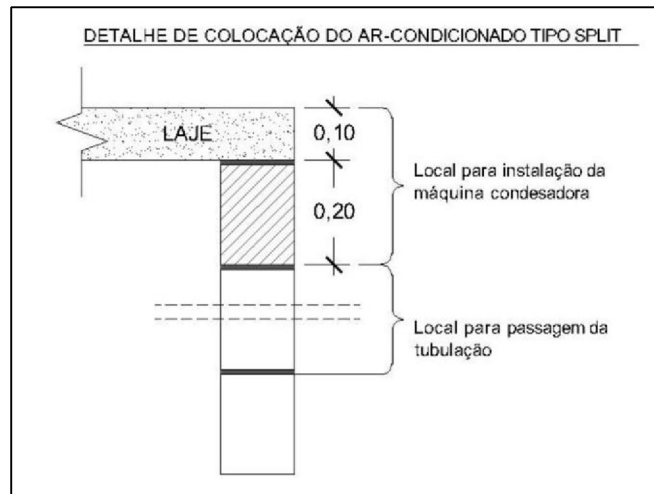 DETALHE DE COLOCAÇÃO DO AR-CONDICIONADO TIPO SPLIT
LAJE
0,10
Local para instalação da
máquina condesadora
0,20
Local para passagem da
tubulação